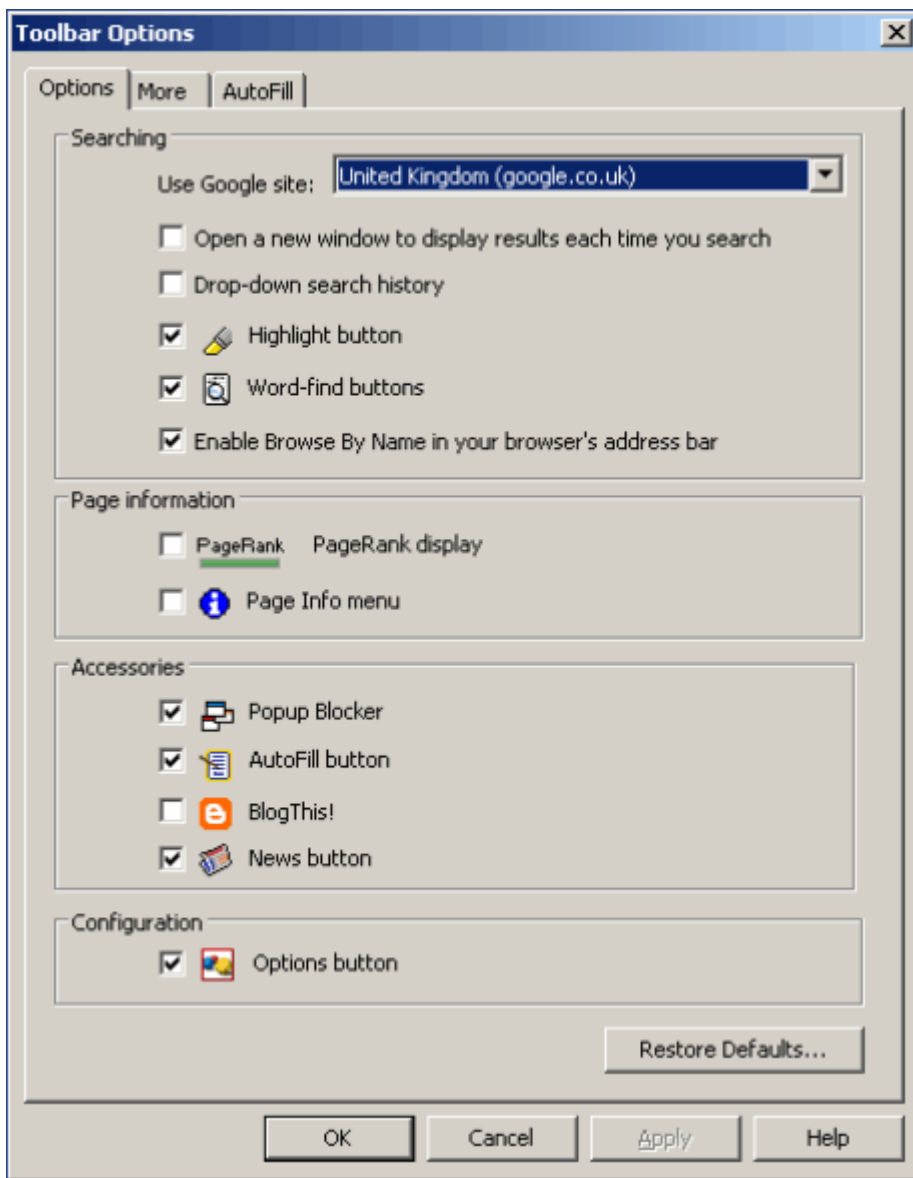 Toolbar Options
Options More AutoFill
Searching
Use Google site: United Kingdom (google.co.uk)
Open a new window to display results each time you search
Drop-down search history
Highlight button
Word-find buttons
Enable Browse By Name in your browser's address bar
Page information
PageRank PageRank display
Page Info menu
Accessories
Popup Blocker
AutoFill button
BlogThis!
News button
Configuration
Options button
Restore Defaults...
OK Cancel Apply Help